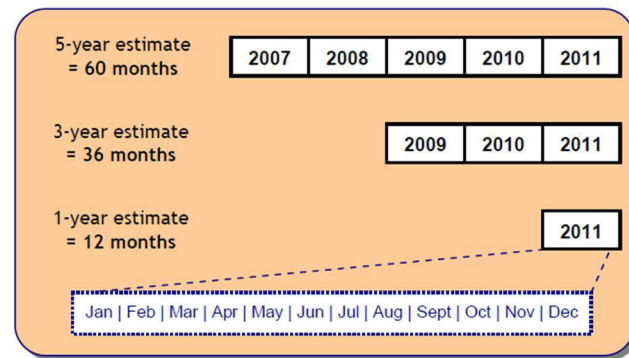 5-year estimate
= 60 months
2007 2008 2009 2010 2011
3-year estimate
= 36 months
2009 2010 2011
1-year estimate
= 12 months
2011
Jan | Feb | Mar | Apr | May | Jun | Jul | Aug | Sept | Oct | Nov | Dec